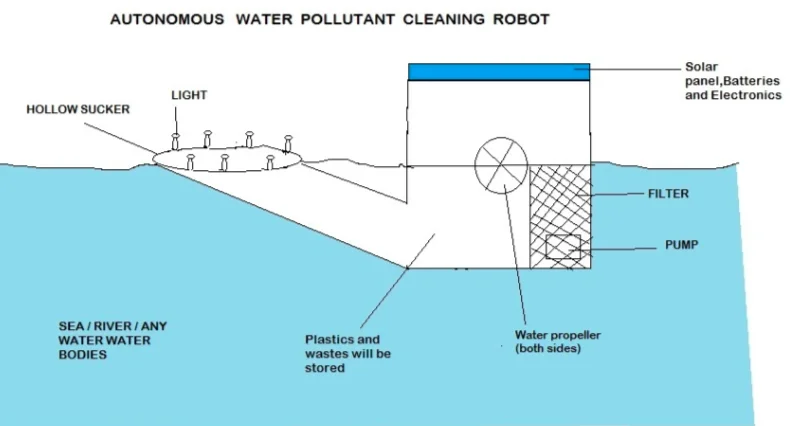 AUTONOMOUS WATER POLLUTANT CLEANING ROBOT
Solar
panel,Batteries
and Electronics
LIGHT
HOLLOW SUCKER
FILTER
PUMP
SEA / RIVER / ANY
WATER WATER
BODIES
Plastics and
wastes will be
stored
Water propeller
(both sides)